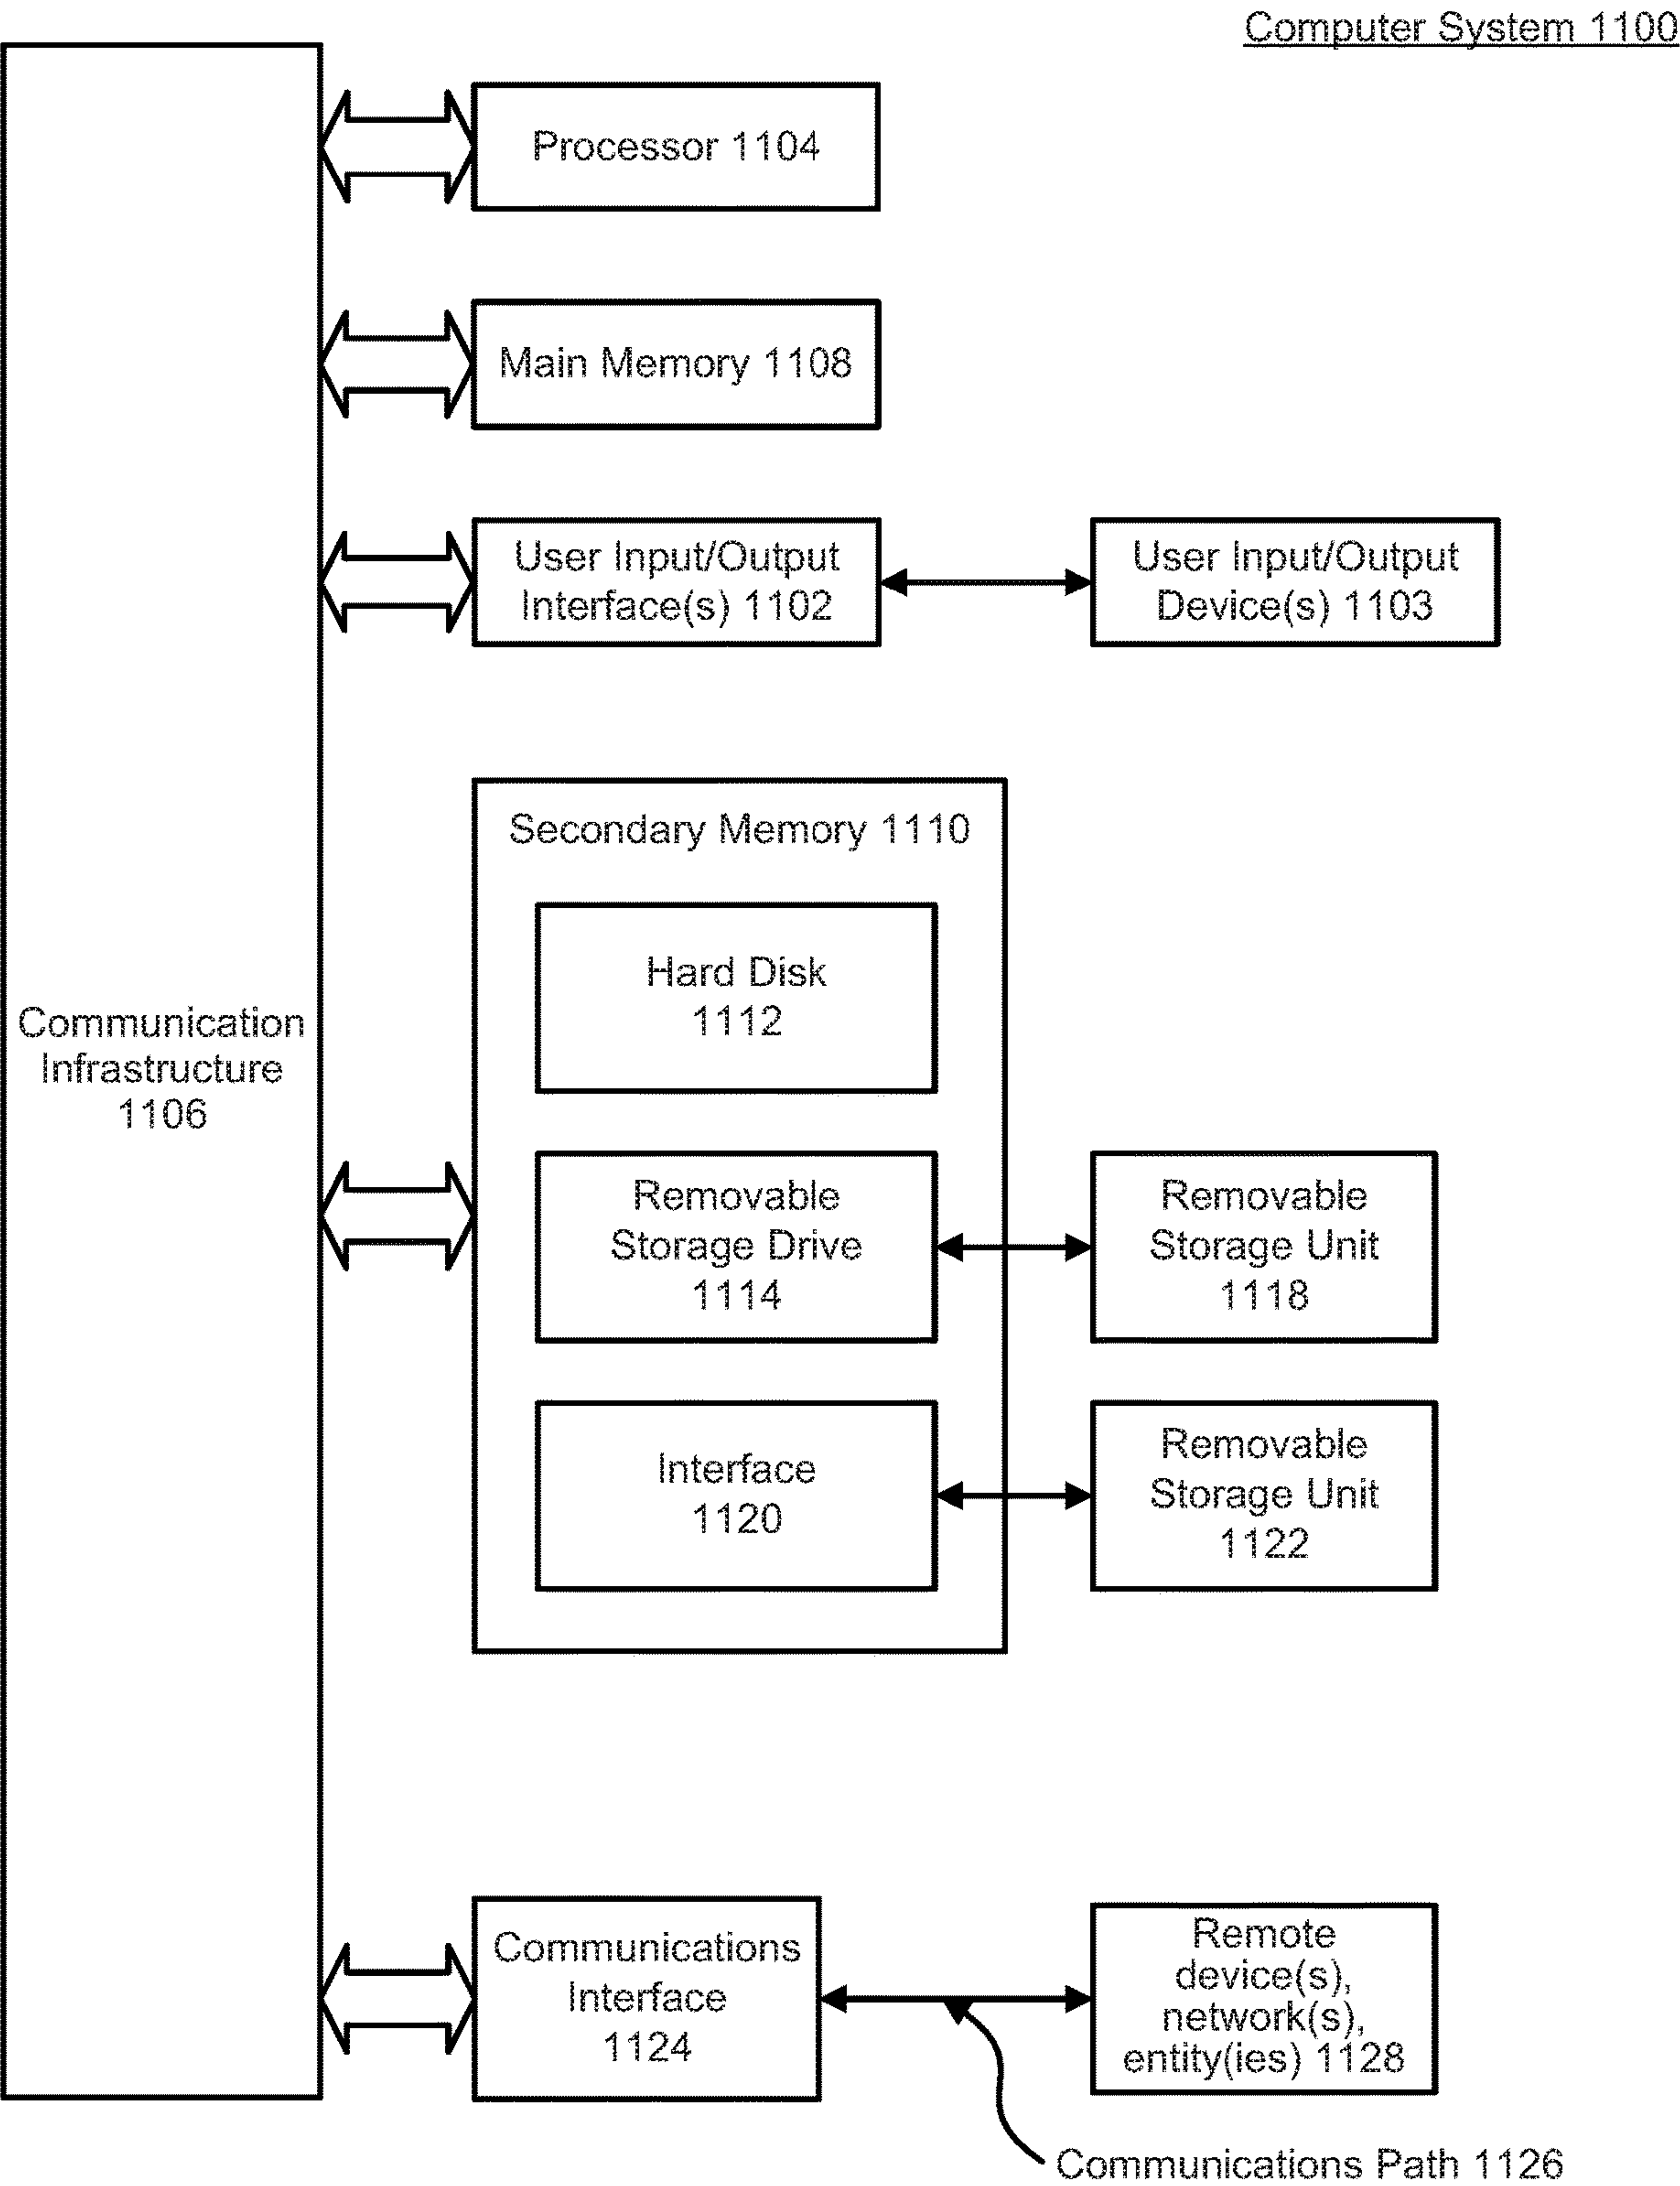 Computer System 1100
Processor 1104
Main Memory 1108
User Input/Output
Interface(s) 1102
User Input/Output
Device(s) 1103
Secondary Memory 1110
Hard Disk
1112
Communication
Infrastructure
1106
Removable
Storage Drive
1114
Removable
Storage Unit
1118
Interface
1120
Removable
Storage Unit
1122
Communications
Interface
1124
Remote
device(s),
network(s),
entity(ies) 1128
Communications Path 1126